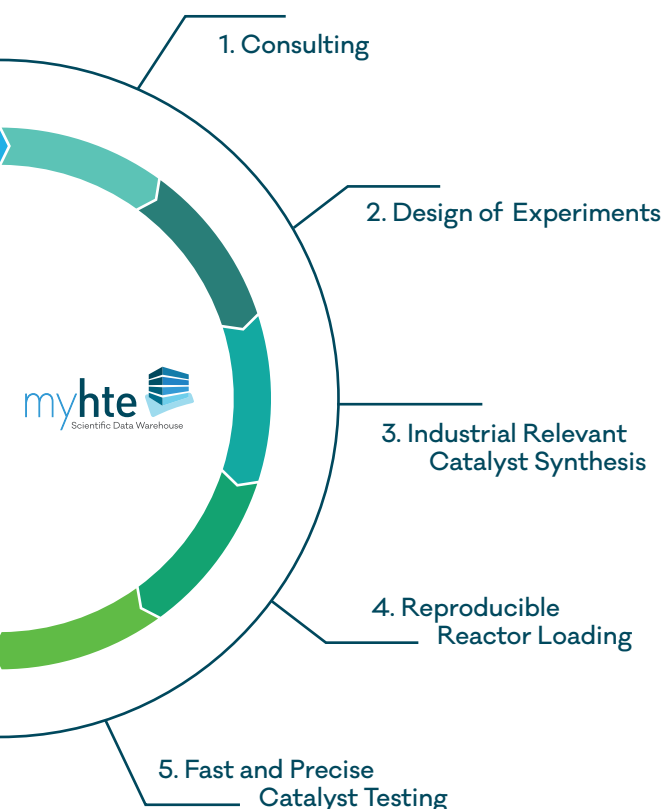 1. Consulting
2. Design of Experiments
myhte
Scientific Data Warehouse
3. Industrial Relevant
Catalyst Synthesis
4. Reproducible
Reactor Loading
5. Fast and Precise
Catalyst Testing